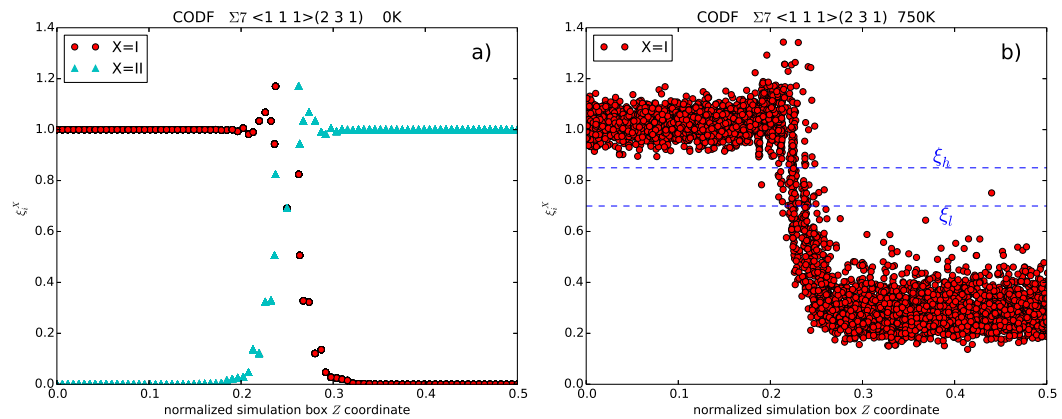 CODF Σ7 <1 1 1>(2 3 1) 0K
a)
X=I
X=II
ξᵢˣ
1.4
1.2
1.0
0.8
0.6
0.4
0.2
0.0
0.0 0.1 0.2 0.3 0.4 0.5
normalized simulation box Z coordinate
CODF Σ7 <1 1 1>(2 3 1) 750K
b)
X=I
ξₕ
ξₗ
ξᵢˣ
1.4
1.2
1.0
0.8
0.6
0.4
0.2
0.0
0.0 0.1 0.2 0.3 0.4 0.5
normalized simulation box Z coordinate